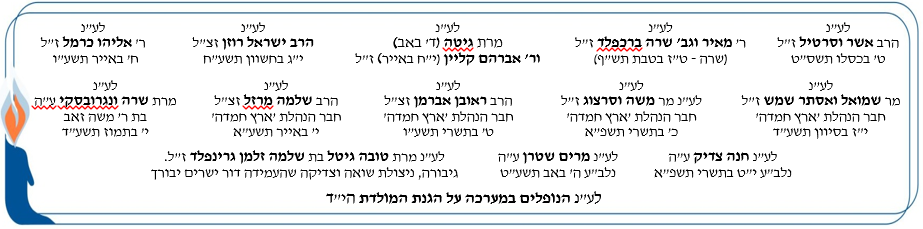 לע״נ
הרב אשר וסרטיל ז״ל
ט׳ בכסלו תשס״ט
לע״נ
ר׳ מאיר וגב׳ שרה ברכפלד ז״ל
(שרה - ט״ז בטבת תש״ף)
לע״נ
מרת גיטה (ד׳ באב)
ור׳ אברהם קליין (י״ח באייר) ז״ל
לע״נ
הרב ישראל רוזן זצ״ל
י״ג בחשוון תשע״ח
לע״נ
ר׳ אליהו כרמל ז״ל
ח׳ באייר תשע״ו
לע״נ
מר שמואל ואסתר שמש ז״ל
חבר הנהלת ׳ארץ חמדה׳
י״ז בסיוון תשע״ד
לע״נ מר משה וסרצוג ז״ל
חבר הנהלת ׳ארץ חמדה׳
כ׳ בתשרי תשפ״א
לע״נ
הרב ראובן אברמן זצ״ל
חבר הנהלת ׳ארץ חמדה׳
ט׳ בתשרי תשע״ו
לע״נ
הרב שלמה מרזל זצ״ל
חבר הנהלת ׳ארץ חמדה׳
י׳ באייר תשע״א
לע״נ
מרת שרה ונגרובסקי ע״ה
בת ר׳ משה זאב
י׳ בתמוז תשע״ד
לע״נ חנה צדיק ע״ה
נלב״ע י״ט בתשרי תשפ״א
לע״נ מרים שטרן ע״ה
נלב״ע ה׳ באב תשע״ט
לע״נ מרת טובה גיטל בת שלמה זלמן גרינפלד ז״ל.
גיבורה, ניצולת שואה וצדיקה שהעמידה דור ישרים יבורך
לע״נ הנופלים במערכה על הגנת המולדת הי״ד